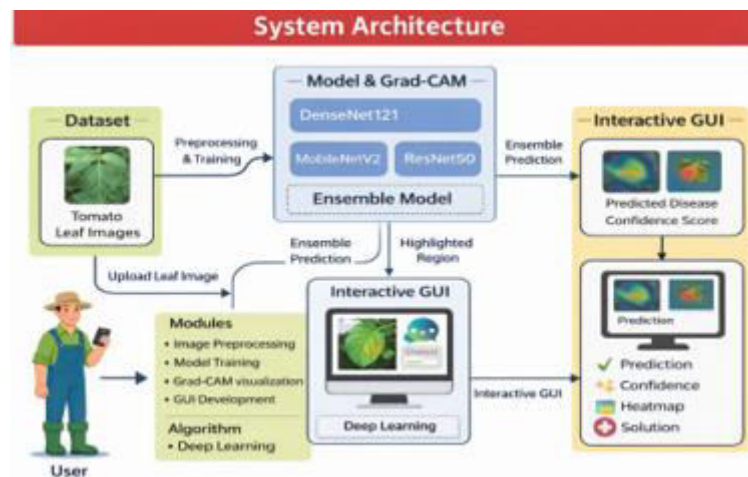 System Architecture
Model & Grad-CAM
DenseNet121
MobileNetV2
ResNet50
Ensemble Model
Dataset
Tomato
Leaf Images
Preprocessing
& Training
Ensemble
Prediction
Interactive GUI
Predicted Disease
Confidence Score
Ensemble
Prediction
Highlighted
Region
Upload Leaf Image
Interactive GUI
Deep Learning
Modules
• Image Preprocessing
• Model Training
• Grad-CAM visualization
• GUI Development
Algorithm
• Deep Learning
User
Interactive GUI
Prediction
Prediction
Confidence
Heatmap
Solution